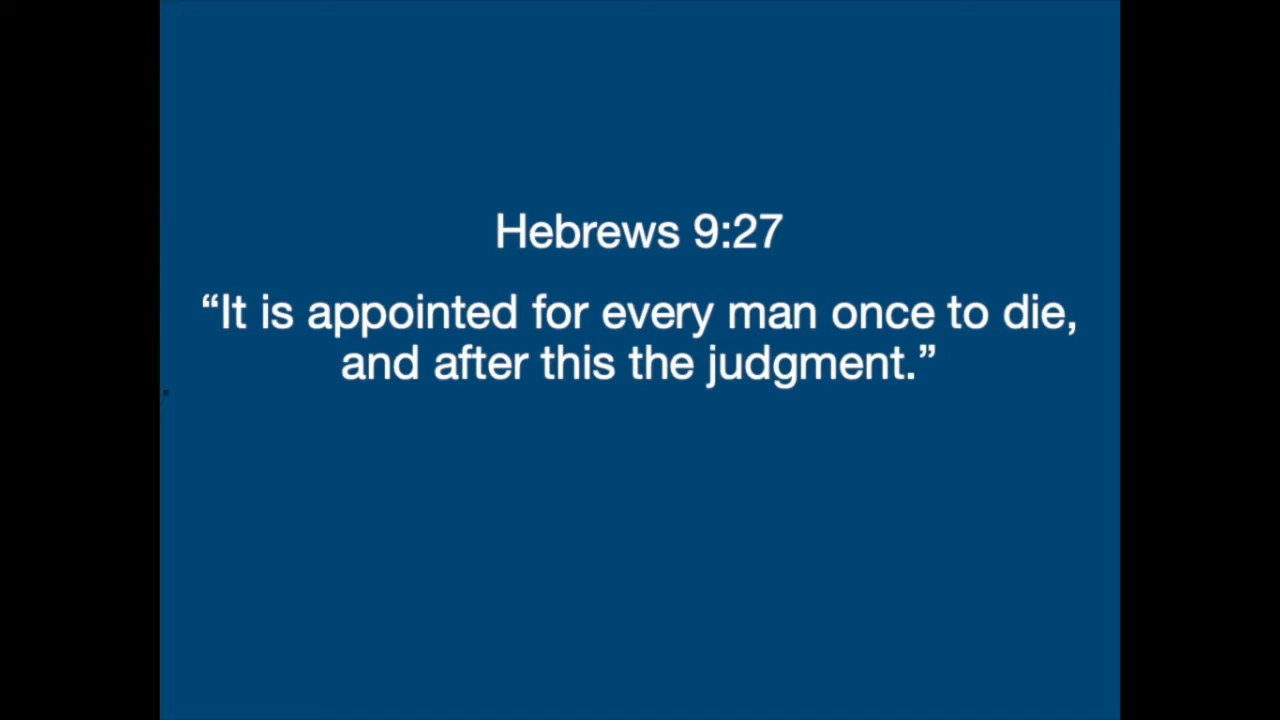 Hebrews 9:27
“It is appointed for every man once to die,
and after this the judgment.”